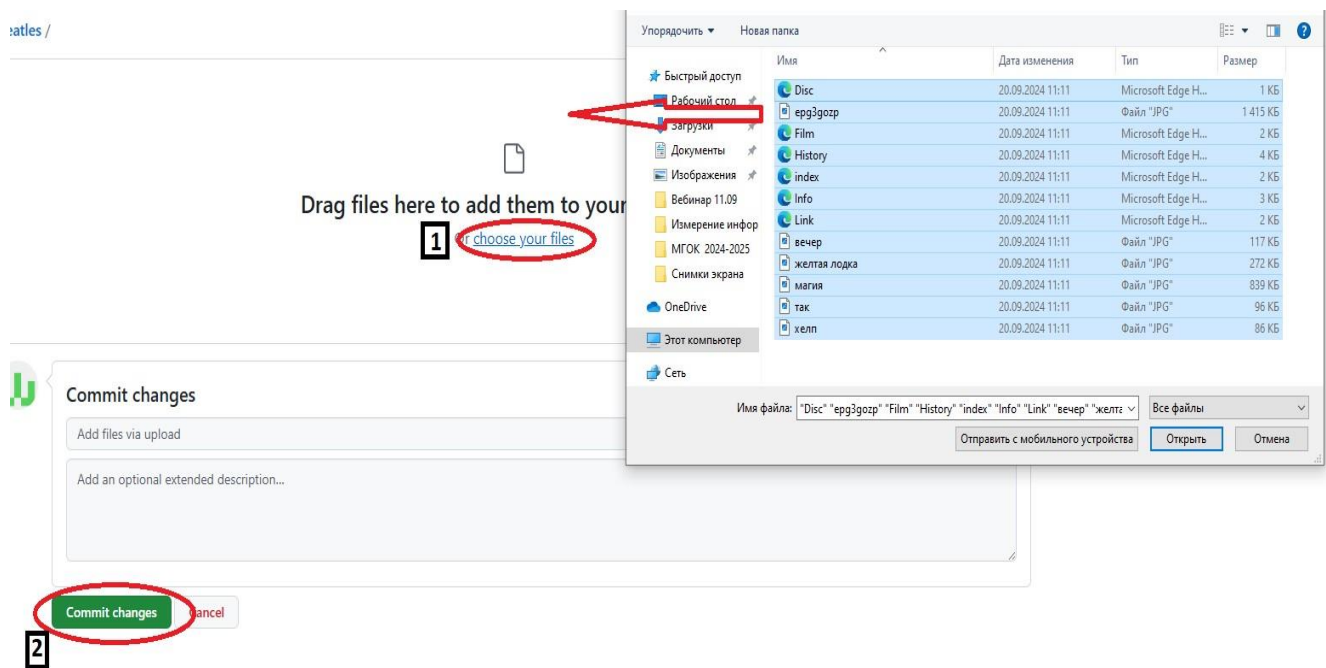 eatles /
Drag files here to add them to your
Or choose your files
1
Commit changes
Add files via upload
Add an optional extended description...
Commit changes
Cancel
2
Упорядочить
Новая папка
Имя
Дата изменения
Тип
Размер
Быстрый доступ
Рабочий стол
Загрузки
Документы
Изображения
Вебинар 11.09
Измерение инфор
МГОК 2024-2025
Снимки экрана
OneDrive
Этот компьютер
Сеть
Disc 20.09.2024 11:11 Microsoft Edge H... 1 КБ
epg3gozp 20.09.2024 11:11 Файл "JPG" 1 415 КБ
Film 20.09.2024 11:11 Microsoft Edge H... 2 КБ
History 20.09.2024 11:11 Microsoft Edge H... 4 КБ
index 20.09.2024 11:11 Microsoft Edge H... 2 КБ
Info 20.09.2024 11:11 Microsoft Edge H... 3 КБ
Link 20.09.2024 11:11 Microsoft Edge H... 2 КБ
вечер 20.09.2024 11:11 Файл "JPG" 117 КБ
желтая лодка 20.09.2024 11:11 Файл "JPG" 272 КБ
магия 20.09.2024 11:11 Файл "JPG" 839 КБ
так 20.09.2024 11:11 Файл "JPG" 96 КБ
хелп 20.09.2024 11:11 Файл "JPG" 86 КБ
Имя файла: "Disc" "epg3gozp" "Film" "History" "index" "Info" "Link" "вечер" "желта
Все файлы
Отправить с мобильного устройства
Открыть
Отмена